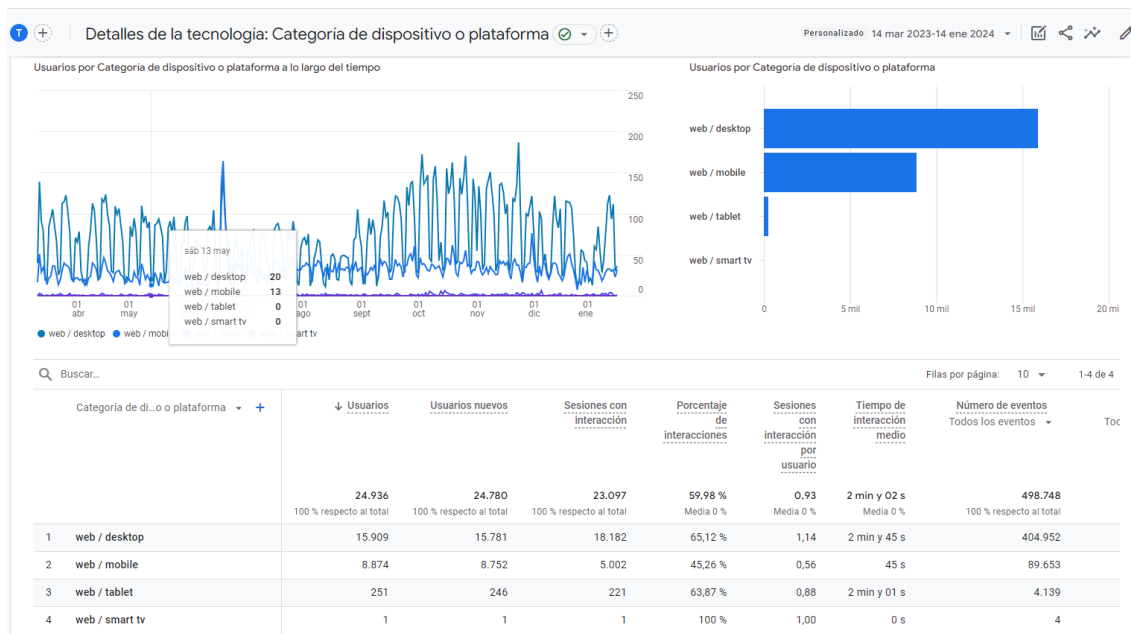 T
Detalles de la tecnología: Categoría de dispositivo o plataforma
Personalizado 14 mar 2023-14 ene 2024
Usuarios por Categoría de dispositivo o plataforma a lo largo del tiempo
250
200
150
100
50
0
01 abr
01 may
01 ago
01 sept
01 oct
01 nov
01 dic
01 ene
sáb 13 may
web / desktop 20
web / mobile 13
web / tablet 0
web / smart tv 0
web / desktop web / mobi art tv
Usuarios por Categoría de dispositivo o plataforma
web / desktop
web / mobile
web / tablet
web / smart tv
0 5 mil 10 mil 15 mil 20 mi
Buscar...
Filas por página: 10 1-4 de 4
Categoría de di...o o plataforma +
↓ Usuarios
Usuarios nuevos
Sesiones con
interacción
Porcentaje
de
interacciones
Sesiones
con
interacción
por
usuario
Tiempo de
interacción
medio
Número de eventos
Todos los eventos
Toc
24.936 24.780 23.097 59,98 % 0,93 2 min y 02 s 498.748
100 % respecto al total 100 % respecto al total 100 % respecto al total Media 0 % Media 0 % Media 0 % 100 % respecto al total
1 web / desktop 15.909 15.781 18.182 65,12 % 1,14 2 min y 45 s 404.952
2 web / mobile 8.874 8.752 5.002 45,26 % 0,56 45 s 89.653
3 web / tablet 251 246 221 63,87 % 0,88 2 min y 01 s 4.139
4 web / smart tv 1 1 1 100 % 1,00 0 s 4